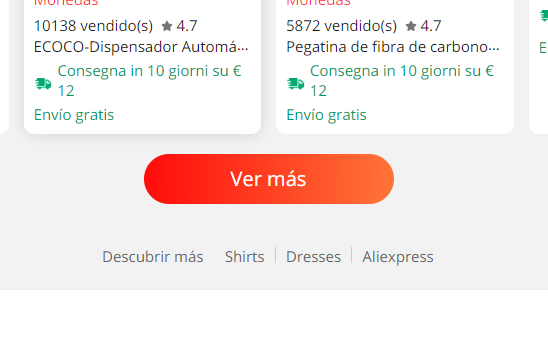 Monedas
10138 vendido(s) 4.7
ECOCO-Dispensador Automá...
Consegna in 10 giorni su €
12
Envío gratis
Monedas
5872 vendido(s) 4.7
Pegatina de fibra de carbono...
Consegna in 10 giorni su €
12
Envío gratis
E
Ver más
Descubrir más Shirts Dresses Aliexpress